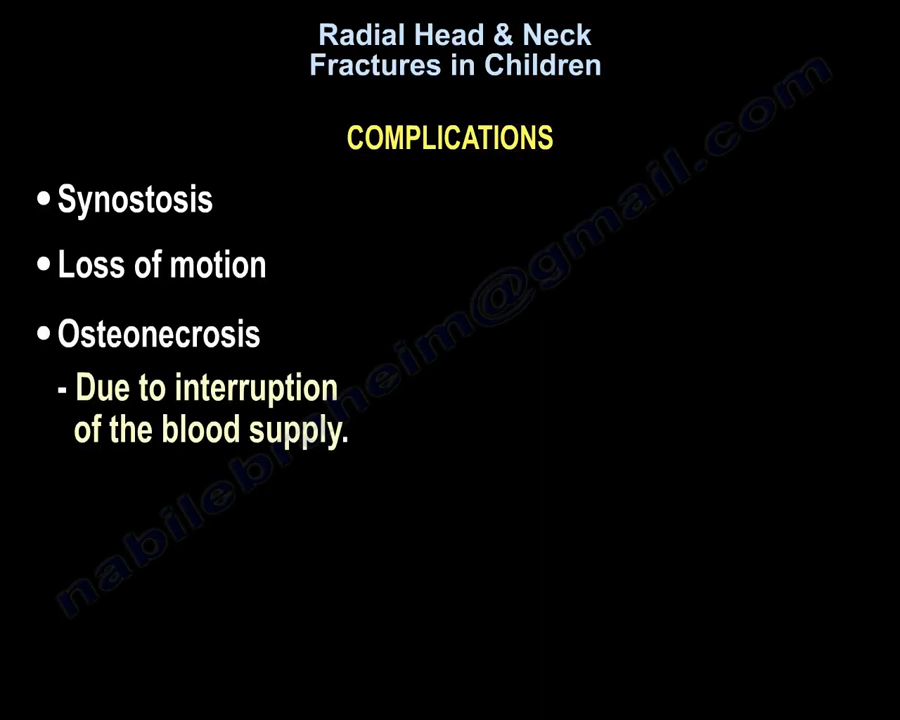 Radial Head & Neck
Fractures in Children
COMPLICATIONS
• Synostosis
• Loss of motion
• Osteonecrosis
- Due to interruption
of the blood supply.
nabilebraheim@gmail.com